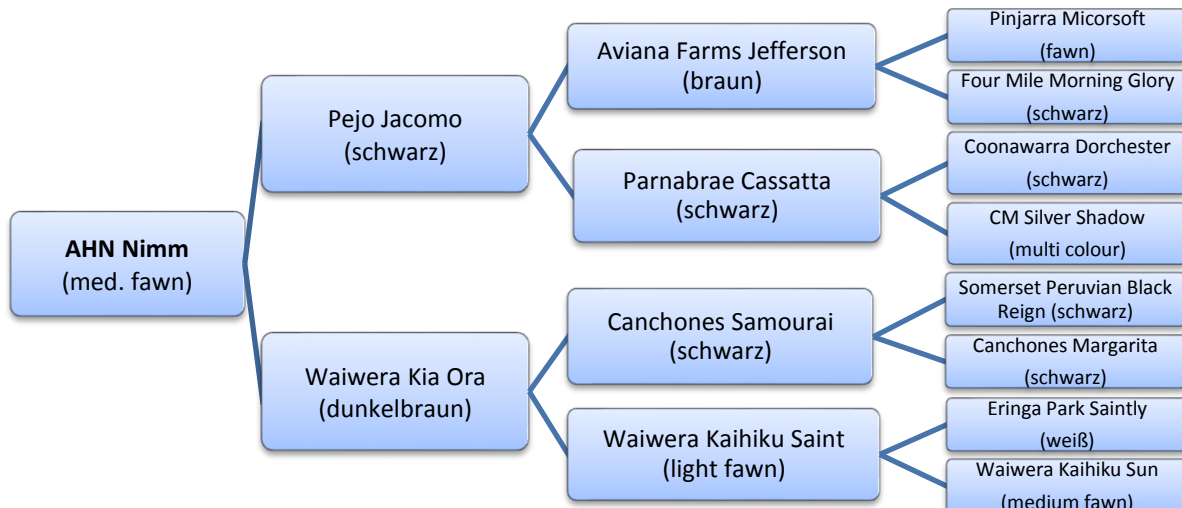 AHN Nimm
(med. fawn)
Pejo Jacomo
(schwarz)
Waiwera Kia Ora
(dunkelbraun)
Aviana Farms Jefferson
(braun)
Parnabrae Cassatta
(schwarz)
Canchones Samourai
(schwarz)
Waiwera Kaihiku Saint
(light fawn)
Pinjarra Micorsoft
(fawn)
Four Mile Morning Glory
(schwarz)
Coonawarra Dorchester
(schwarz)
CM Silver Shadow
(multi colour)
Somerset Peruvian Black
Reign (schwarz)
Canchones Margarita
(schwarz)
Eringa Park Saintly
(weiß)
Waiwera Kaihiku Sun
(medium fawn)